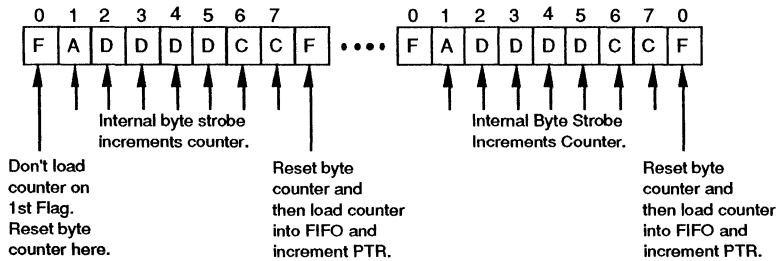 0 1 2 3 4 5 6 7 0 1 2 3 4 5 6 7 0
F A D D D D C C F •••• F A D D D D C C F
Internal byte strobe
increments counter.
Internal Byte Strobe
Increments Counter.
Don't load
counter on
1st Flag.
Reset byte
counter here.
Reset byte
counter and
then load counter
into FIFO and
increment PTR.
Reset byte
counter and
then load counter
into FIFO and
increment PTR.